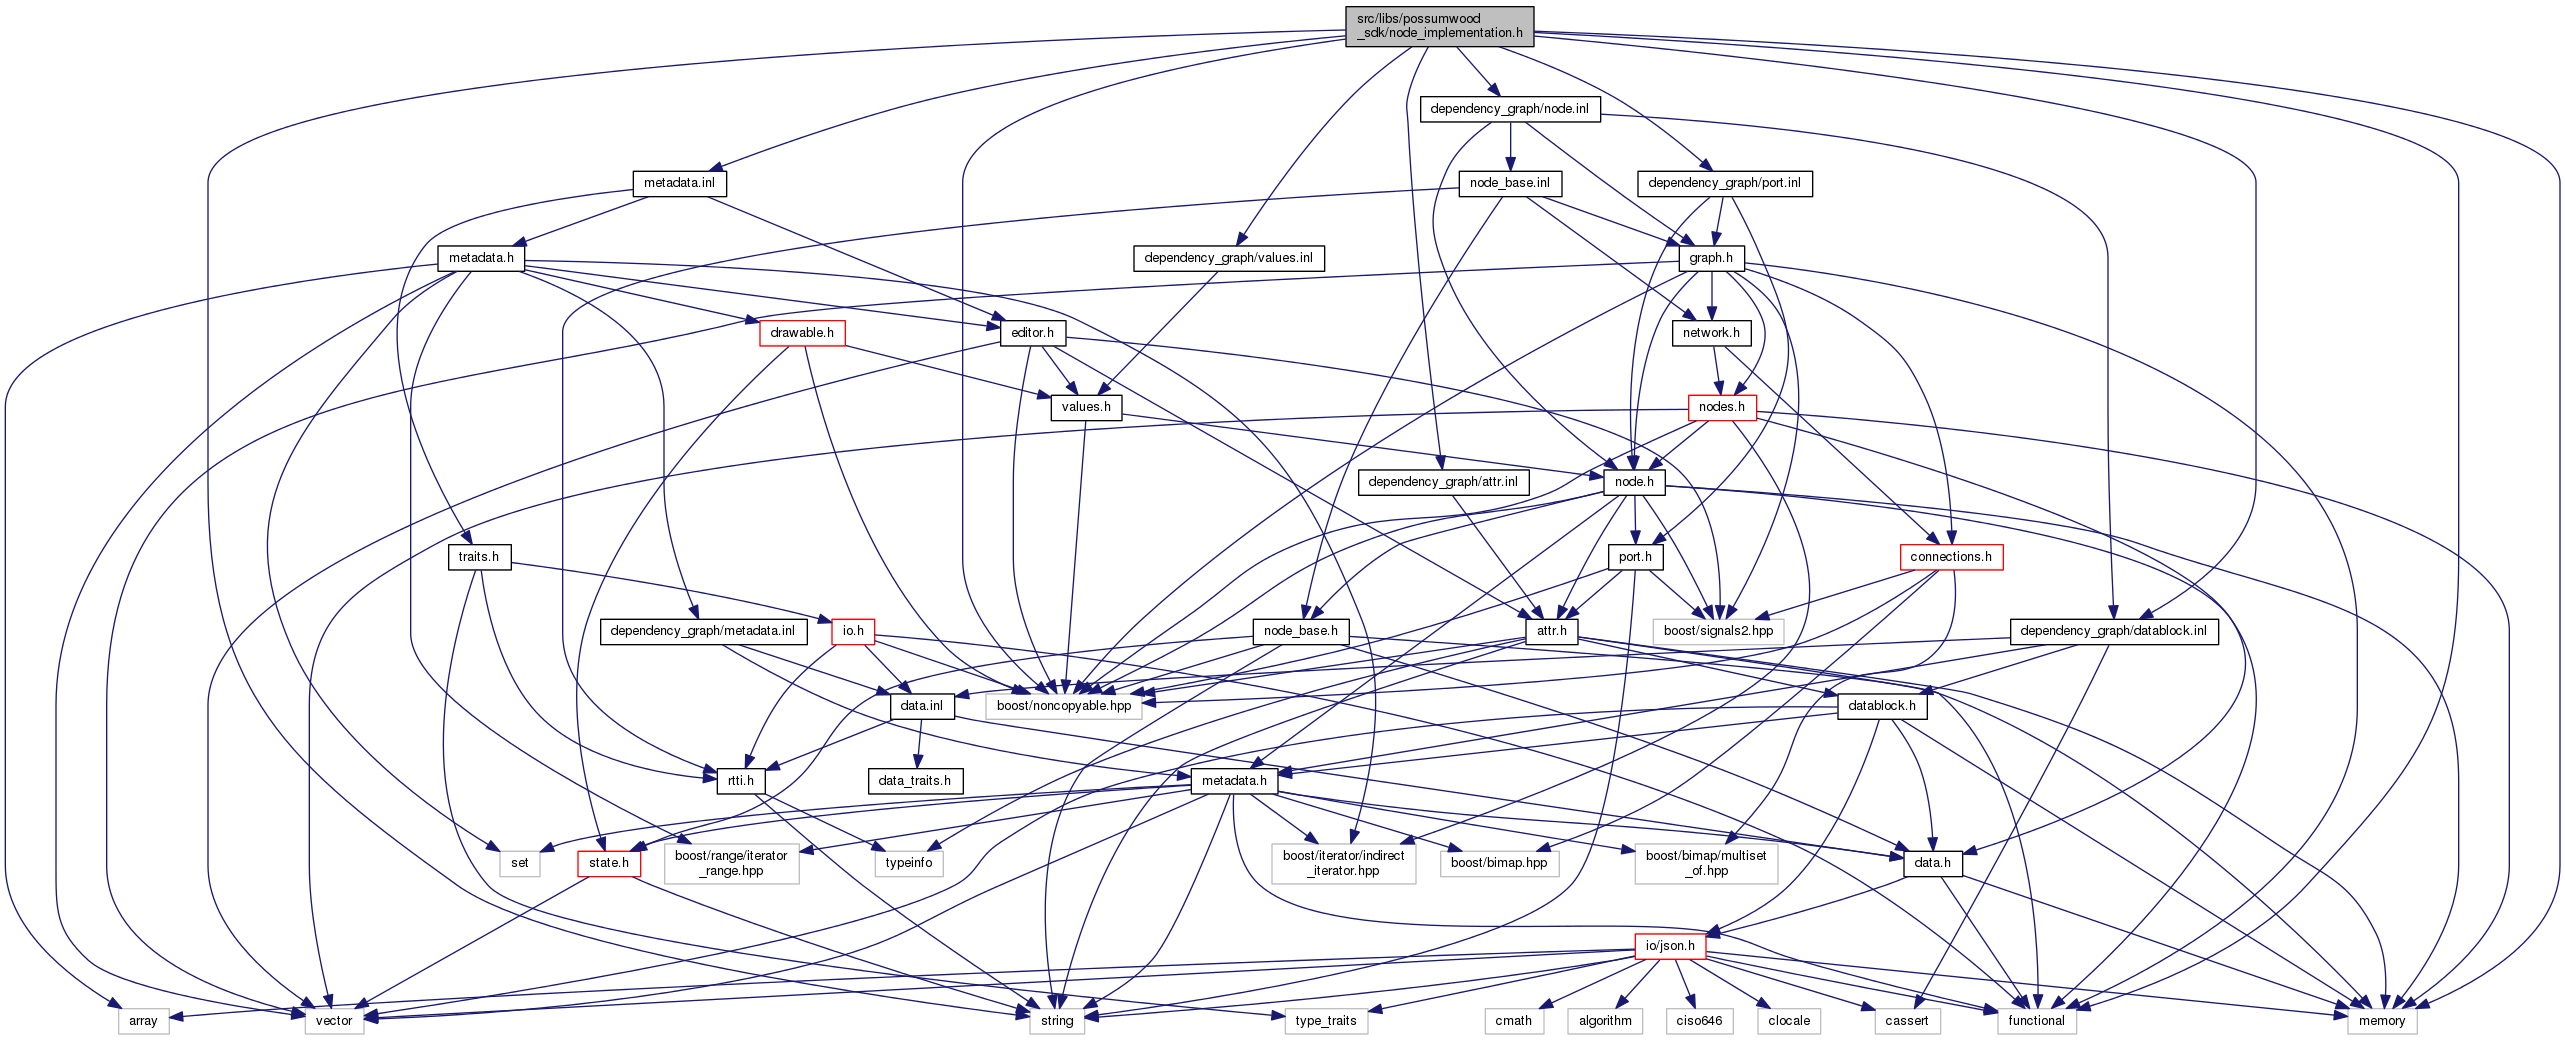 src/libs/possumwood
_sdk/node_implementation.h
dependency_graph/node.inl
metadata.inl
node_base.inl
dependency_graph/port.inl
metadata.h
dependency_graph/values.inl
graph.h
drawable.h
editor.h
network.h
values.h
nodes.h
dependency_graph/attr.inl
node.h
traits.h
port.h
connections.h
dependency_graph/metadata.inl
io.h
node_base.h
attr.h
boost/signals2.hpp
dependency_graph/datablock.inl
data.inl
boost/noncopyable.hpp
datablock.h
rtti.h
data_traits.h
metadata.h
set
state.h
boost/range/iterator
_range.hpp
typeinfo
boost/iterator/indirect
_iterator.hpp
boost/bimap.hpp
boost/bimap/multiset
_of.hpp
data.h
io/json.h
array
vector
string
type_traits
cmath
algorithm
ciso646
clocale
cassert
functional
memory